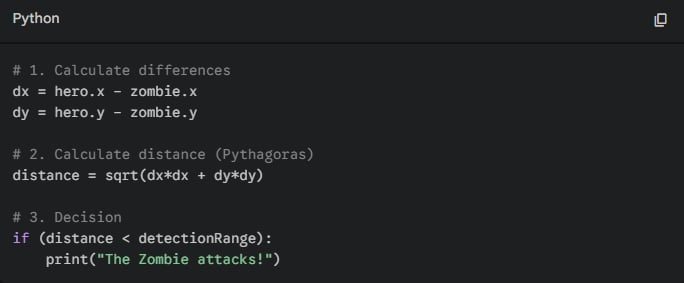 Python
# 1. Calculate differences
dx = hero.x - zombie.x
dy = hero.y - zombie.y
# 2. Calculate distance (Pythagoras)
distance = sqrt(dx*dx + dy*dy)
# 3. Decision
if (distance < detectionRange):
    print("The Zombie attacks!")